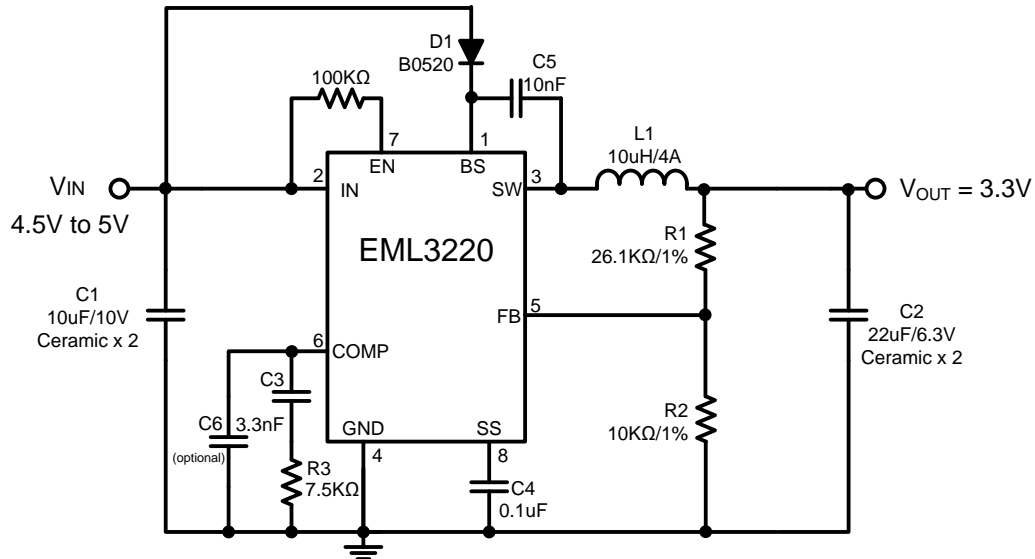 D1
B0520
C5
10nF
100KΩ
7
1
EN
BS
L1
10uH/4A
VIN
4.5V to 5V
2
IN
SW
3
VOUT = 3.3V
EML3220
R1
26.1KΩ/1%
C1
10uF/10V
Ceramic x 2
FB
5
C2
22uF/6.3V
Ceramic x 2
6
COMP
C3
3.3nF
C6
(optional)
R2
10KΩ/1%
GND
SS
4
8
R3
7.5KΩ
C4
0.1uF